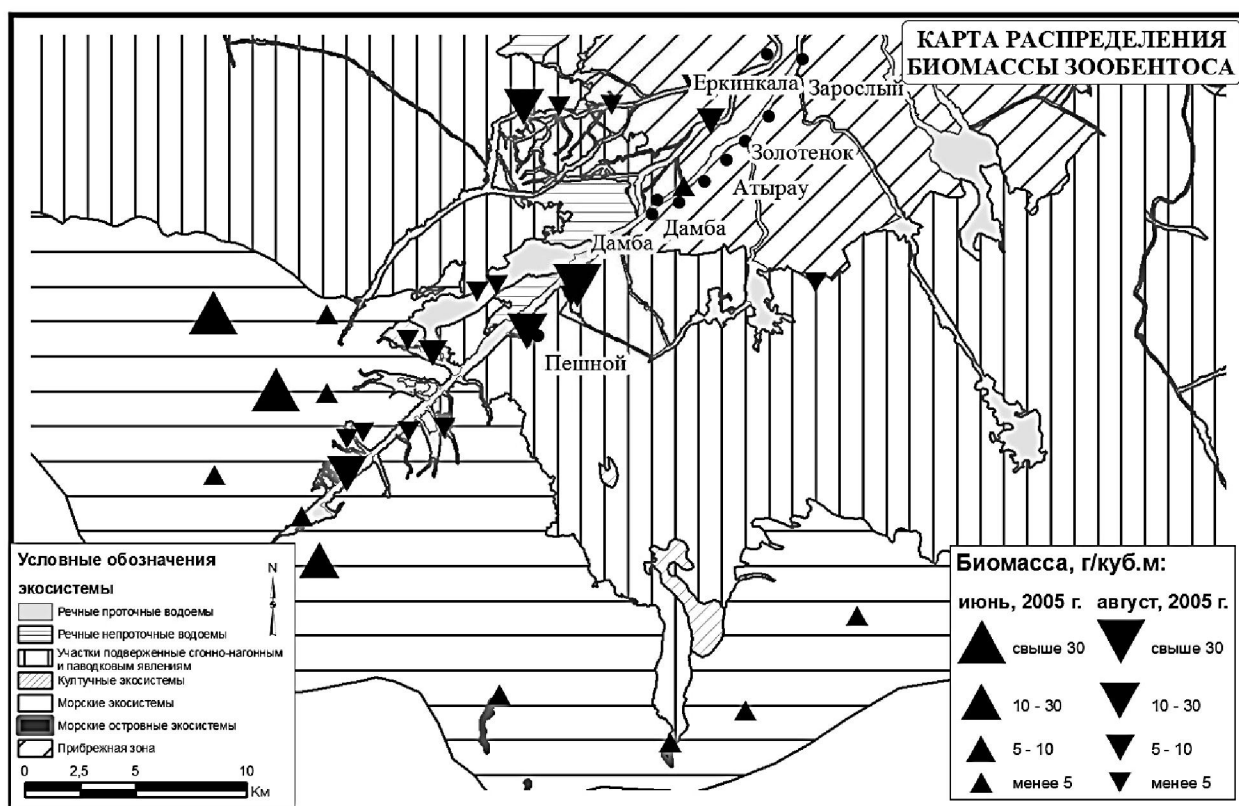 КАРТА РАСПРЕДЕЛЕНИЯ
БИОМАССЫ ЗООБЕНТОСА
Еркинкала
Зарослый
Золотенок
Атырау
Дамба
Дамба
Пешной
Условные обозначения
экосистемы
N
Речные проточные водоемы
Речные непроточные водоемы
Участки подверженные сгонно-нагонным
и паводковым явлениям
Култучные экосистемы
Морские экосистемы
Морские островные экосистемы
Прибрежная зона
0 2,5 5 10
Км
Биомасса, г/куб.м:
июнь, 2005 г. август, 2005 г.
свыше 30 свыше 30
10 - 30 10 - 30
5 - 10 5 - 10
менее 5 менее 5